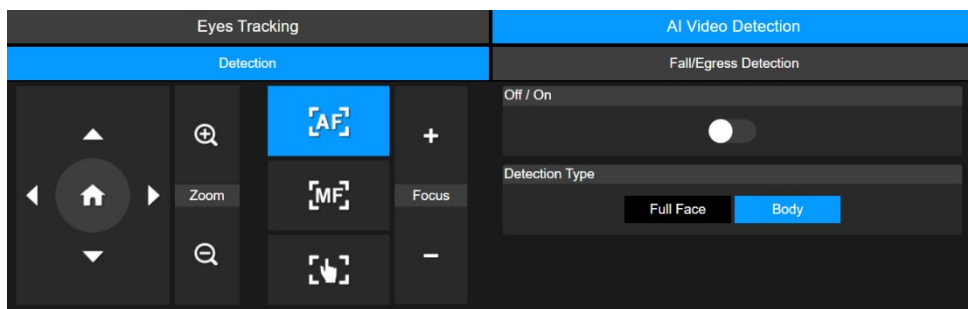 Eyes Tracking
AI Video Detection
Detection
Fall/Egress Detection
Off / On
AF
Detection Type
Zoom
MF
Focus
Full Face
Body